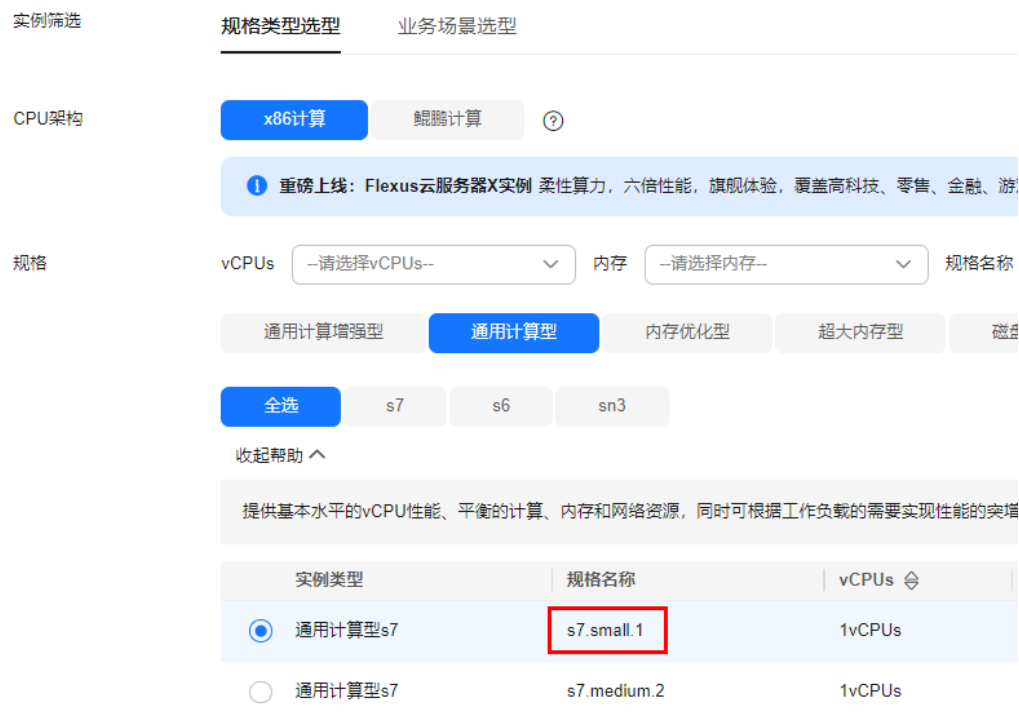 实例筛选
规格类型选型 业务场景选型
CPU架构
x86计算 鲲鹏计算 ?
重磅上线：Flexus云服务器X实例 柔性算力，六倍性能，旗舰体验，覆盖高科技、零售、金融、游
规格
vCPUs --请选择vCPUs-- 内存 --请选择内存-- 规格名称
通用计算增强型 通用计算型 内存优化型 超大内存型 磁盘
全选 s7 s6 sn3
收起帮助
提供基本水平的vCPU性能、平衡的计算、内存和网络资源，同时可根据工作负载的需要实现性能的突增
实例类型 规格名称 vCPUs
通用计算型s7 s7.small.1 1vCPUs
通用计算型s7 s7.medium.2 1vCPUs